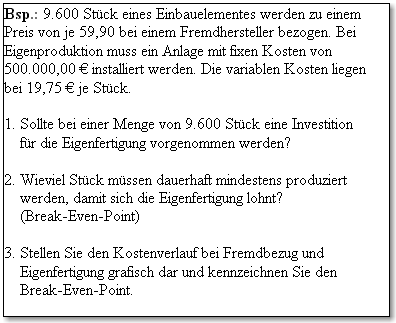 Bsp.: 9.600 Stück eines Einbauelementes werden zu einem
Preis von je 59,90 bei einem Fremdhersteller bezogen. Bei
Eigenproduktion muss ein Anlage mit fixen Kosten von
500.000,00 € installiert werden. Die variablen Kosten liegen
bei 19,75 € je Stück.
1. Sollte bei einer Menge von 9.600 Stück eine Investition
für die Eigenfertigung vorgenommen werden?
2. Wieviel Stück müssen dauerhaft mindestens produziert
werden, damit sich die Eigenfertigung lohnt?
(Break-Even-Point)
3. Stellen Sie den Kostenverlauf bei Fremdbezug und
Eigenfertigung grafisch dar und kennzeichnen Sie den
Break-Even-Point.